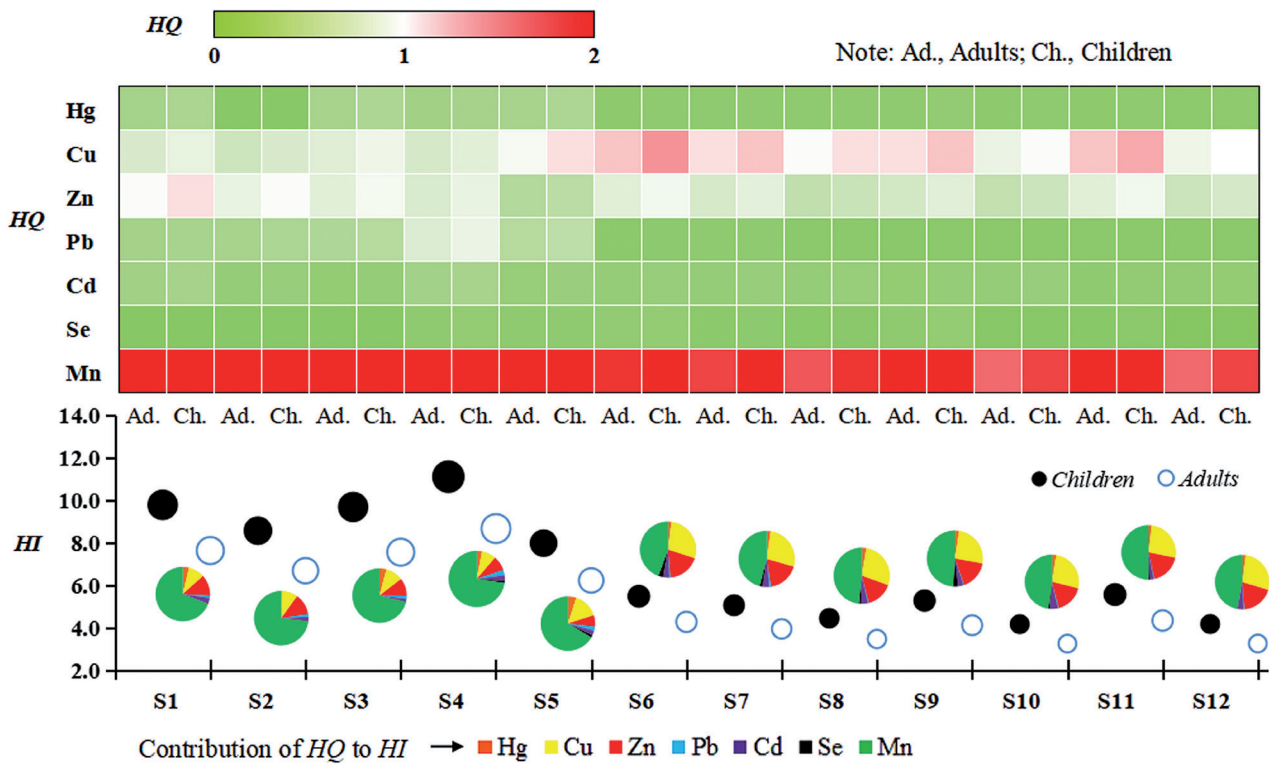 HQ
0 1 2
Note: Ad., Adults; Ch., Children
HQ
Hg
Cu
Zn
Pb
Cd
Se
Mn
Ad. Ch. Ad. Ch. Ad. Ch. Ad. Ch. Ad. Ch. Ad. Ch. Ad. Ch. Ad. Ch. Ad. Ch. Ad. Ch. Ad. Ch. Ad. Ch.
HI
14.0
12.0
10.0
8.0
6.0
4.0
2.0
Children Adults
S1 S2 S3 S4 S5 S6 S7 S8 S9 S10 S11 S12
Contribution of HQ to HI → Hg Cu Zn Pb Cd Se Mn